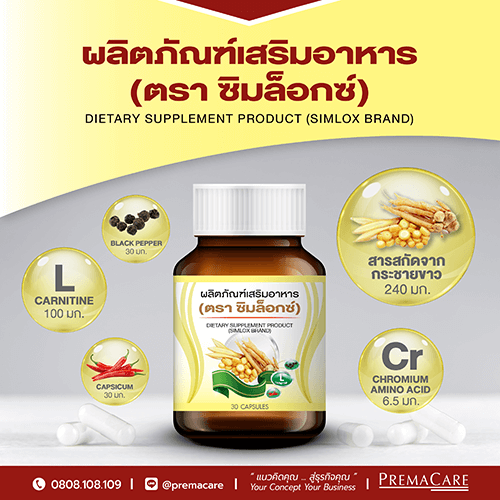 ผลิตภัณฑ์เสริมอาหาร
(ตรา ซิมล็อกซ์)
DIETARY SUPPLEMENT PRODUCT (SIMLOX BRAND)
BLACK PEPPER
30 มก.
L
CARNITINE
100 มก.
CAPSICUM
30 มก.
สารสกัดจาก
กระชายขาว
240 มก.
Cr
CHROMIUM
AMINO ACID
6.5 มก.
ผลิตภัณฑ์เสริมอาหาร
(ตรา ซิมล็อกซ์)
DIETARY SUPPLEMENT PRODUCT
(SIMLOX BRAND)
L
30 CAPSULES
0808.108.109
@premacare
" แนวคิดคุณ ... สู่ธุรกิจคุณ "
Your Concept Your Business
PREMACARE